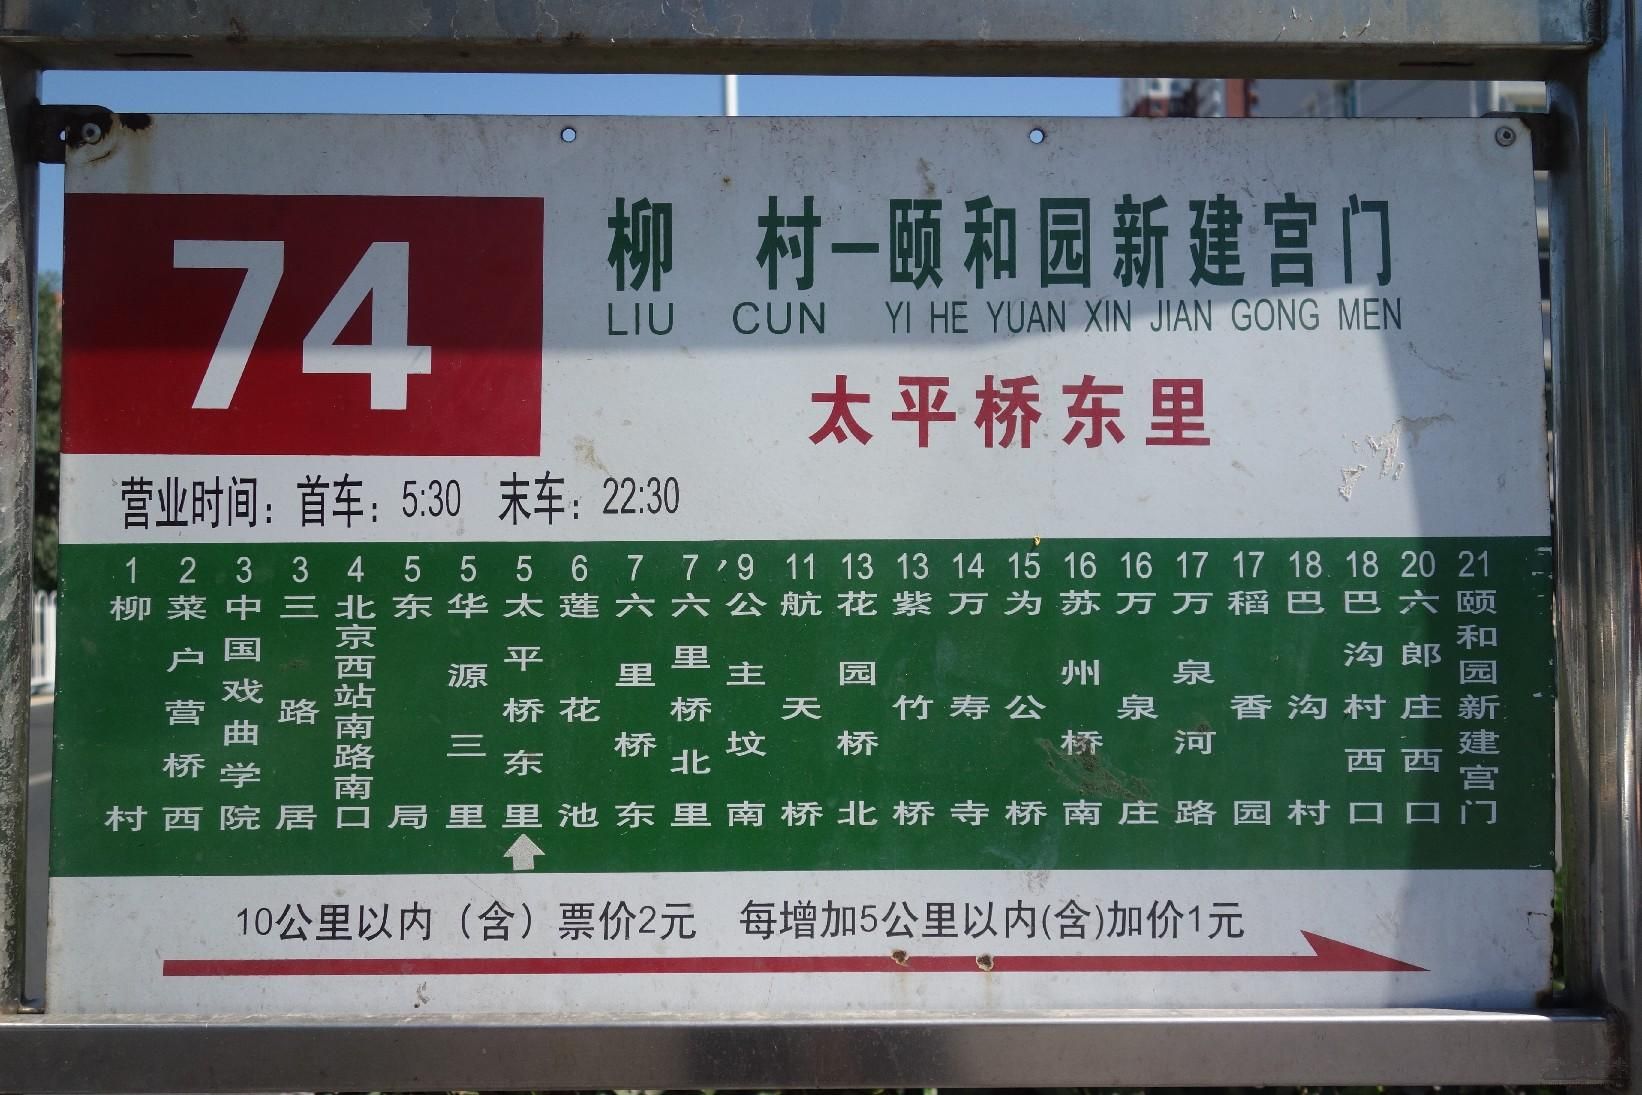 74
柳 村—颐和园新建宫门
LIU CUN YI HE YUAN XIN JIAN GONG MEN
太平桥东里
营业时间：首车：5:30 末车：22:30
1 2 3 3 4 5 5 5 6 7 7 9 11 13 13 14 15 16 16 17 17 18 18 20 21
柳村
菜户营桥西
中国戏曲学院
三路居
北京西站南路南口
东局
华源三里
太平桥东里
莲花池
六里桥东
六里桥北里
公主坟南
航天桥
花园桥北
紫竹桥
万寿寺
为公桥
苏州桥南
万泉庄
万泉河路
稻香园
巴沟村
巴沟村西口
六郎庄西口
颐和园新建宫门
10公里以内（含）票价2元 每增加5公里以内(含)加价1元